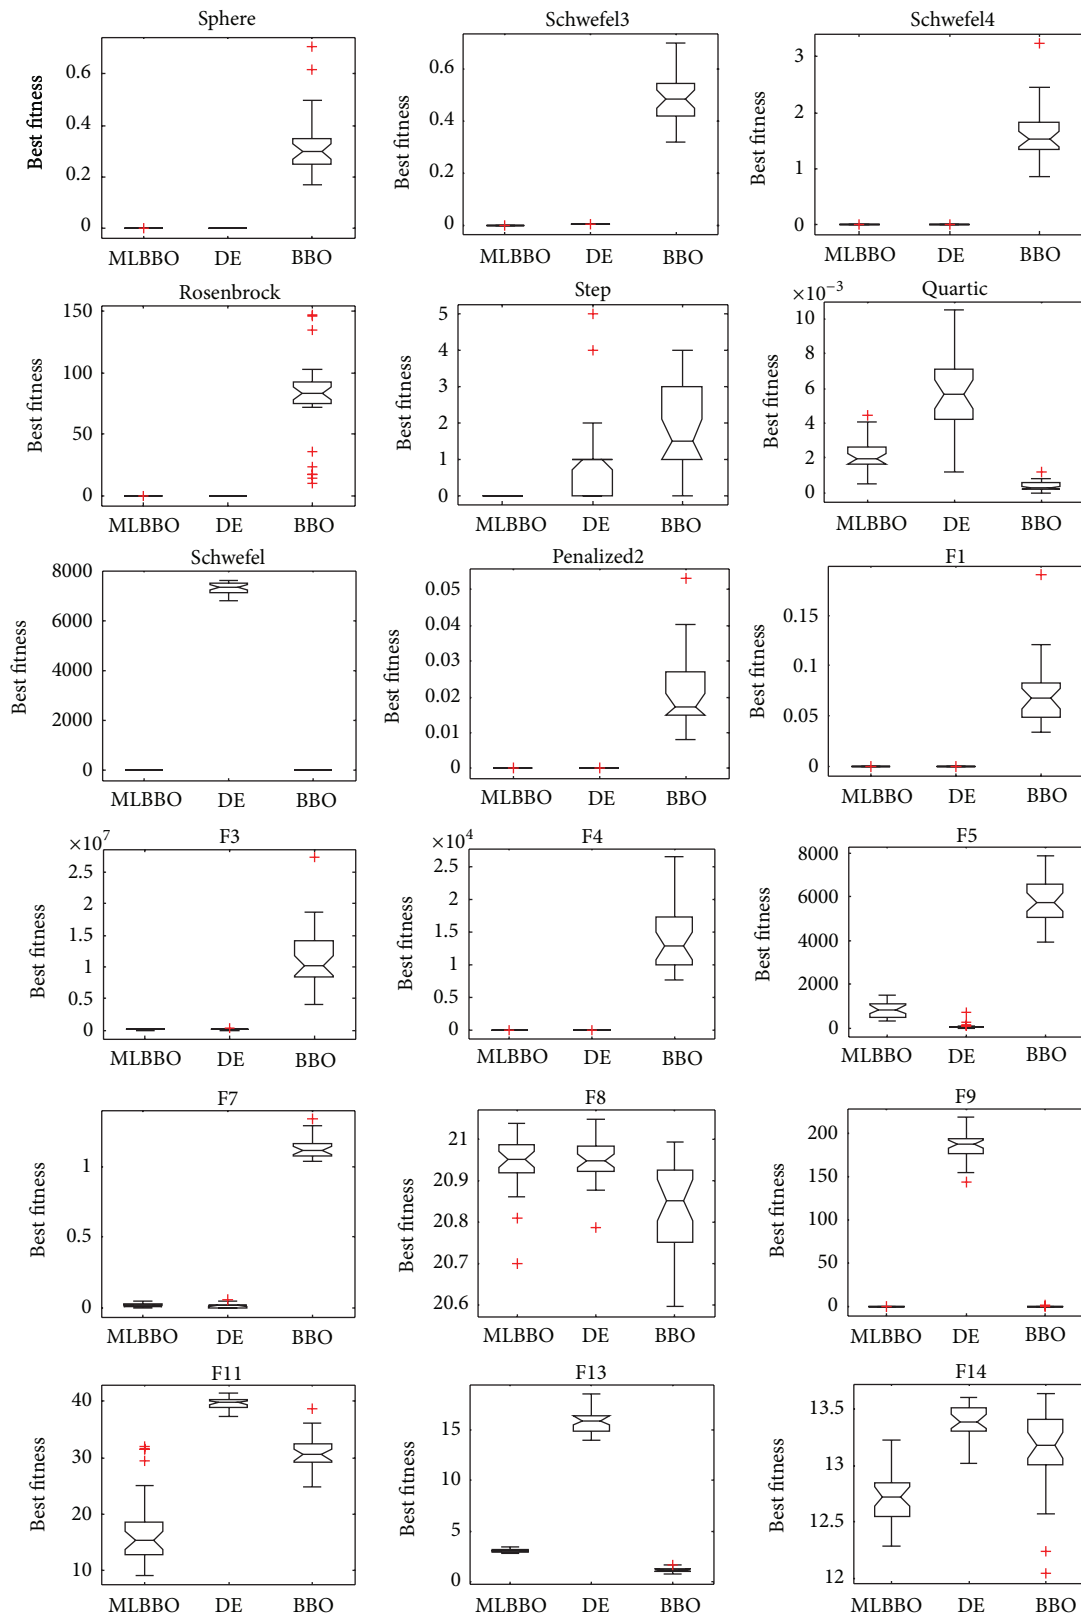 Sphere
Best fitness
0.6
0.4
0.2
0
MLBBO DE BBO
Schwefel3
Best fitness
0.6
0.4
0.2
0
MLBBO DE BBO
Schwefel4
Best fitness
3
2
1
0
MLBBO DE BBO
Rosenbrock
Best fitness
150
100
50
0
MLBBO DE BBO
Step
Best fitness
5
4
3
2
1
0
MLBBO DE BBO
Quartic
×10⁻³
Best fitness
10
8
6
4
2
0
MLBBO DE BBO
Schwefel
Best fitness
8000
6000
4000
2000
0
MLBBO DE BBO
Penalized2
Best fitness
0.05
0.04
0.03
0.02
0.01
0
MLBBO DE BBO
F1
Best fitness
0.15
0.1
0.05
0
MLBBO DE BBO
F3
×10⁷
Best fitness
2.5
2
1.5
1
0.5
0
MLBBO DE BBO
F4
×10⁴
Best fitness
2.5
2
1.5
1
0.5
0
MLBBO DE BBO
F5
Best fitness
8000
6000
4000
2000
0
MLBBO DE BBO
F7
Best fitness
1
0.5
0
MLBBO DE BBO
F8
Best fitness
21
20.9
20.8
20.7
20.6
MLBBO DE BBO
F9
Best fitness
200
150
100
50
0
MLBBO DE BBO
F11
Best fitness
40
30
20
10
MLBBO DE BBO
F13
Best fitness
15
10
5
0
MLBBO DE BBO
F14
Best fitness
13.5
13
12.5
12
MLBBO DE BBO